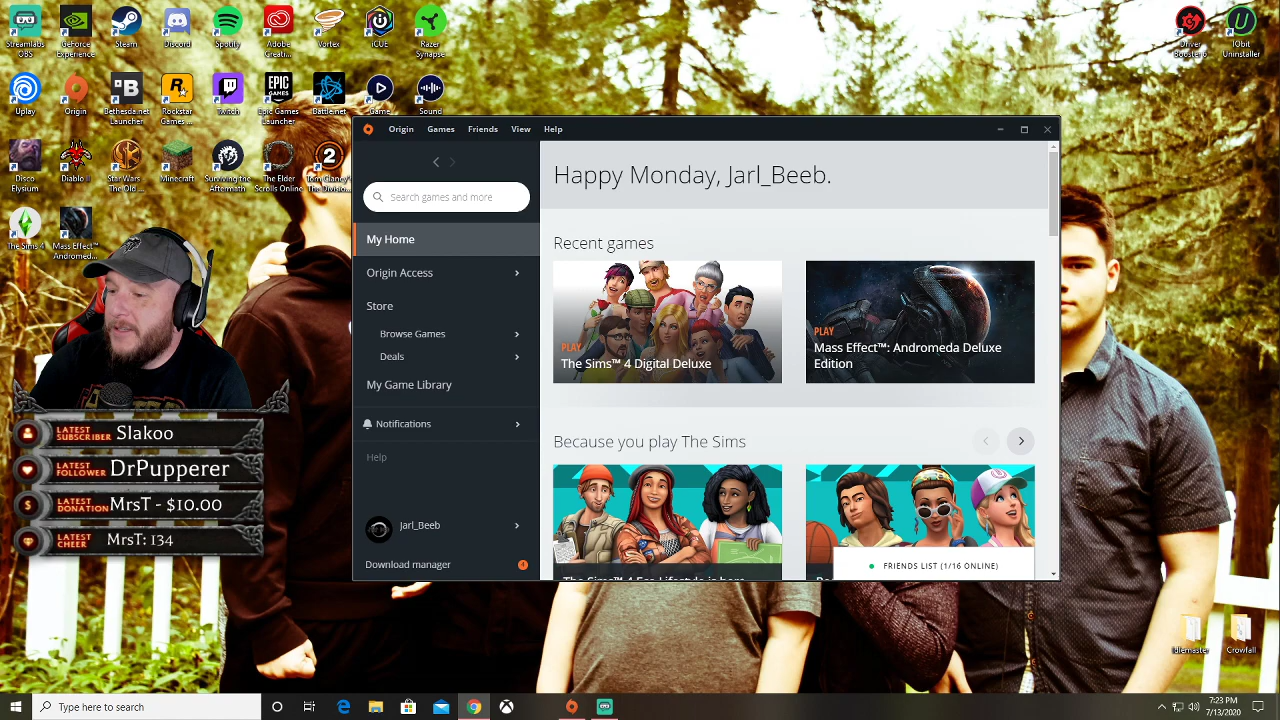 Streamlabs
OBS
GeForce
Experience
Steam
Discord
Spotify
Adobe
Creati...
Vortex
iCUE
Razer
Synapse
Driver
Booster 6
IObit
Uninstaller
Uplay
Origin
Bethesda.net
Launcher
Rockstar
Games ...
Twitch
EPIC
GAMES
Epic Games
Launcher
Battle.net
Game
Sound
Disco
Elysium
Diablo II
Star Wars
The Old...
Minecraft
Surviving the
Aftermath
The Elder
Scrolls Online
Tom Clancy's
The Divisio...
The Sims 4
Mass Effect™
Andromed...
Origin Games Friends View Help
Search games and more
My Home
Origin Access
Store
Browse Games
Deals
My Game Library
Notifications
Help
Jarl_Beeb
Download manager
Happy Monday, Jarl_Beeb.
Recent games
PLAY
The Sims™ 4 Digital Deluxe
PLAY
Mass Effect™: Andromeda Deluxe
Edition
Because you play The Sims
FRIENDS LIST (1/16 ONLINE)
LATEST
SUBSCRIBER Slakoo
LATEST
FOLLOWER DrPupperer
LATEST
DONATION MrsT - $10.00
LATEST
CHEER MrsT: 134
Idlemaster
Crowfall
Type here to search
7:23 PM
7/13/2020